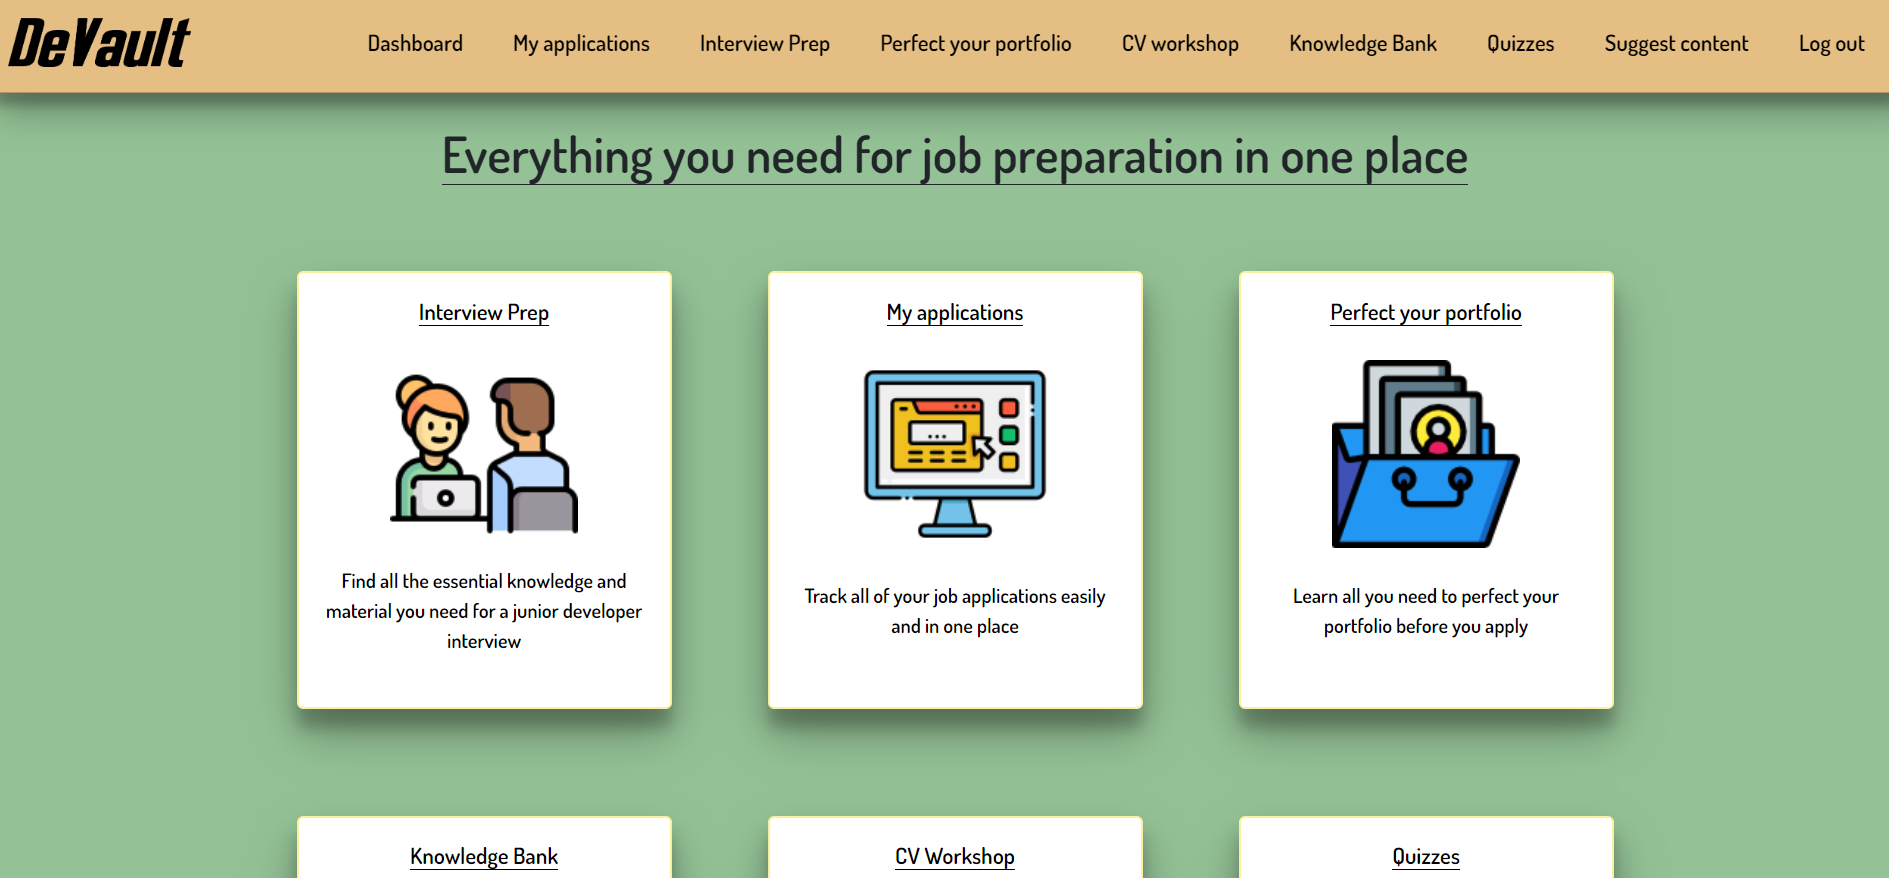 DeVault
Dashboard My applications Interview Prep Perfect your portfolio CV workshop Knowledge Bank Quizzes Suggest content Log out
Everything you need for job preparation in one place
Interview Prep
Find all the essential knowledge and
material you need for a junior developer
interview
My applications
Track all of your job applications easily
and in one place
Perfect your portfolio
Learn all you need to perfect your
portfolio before you apply
Knowledge Bank
CV Workshop
Quizzes